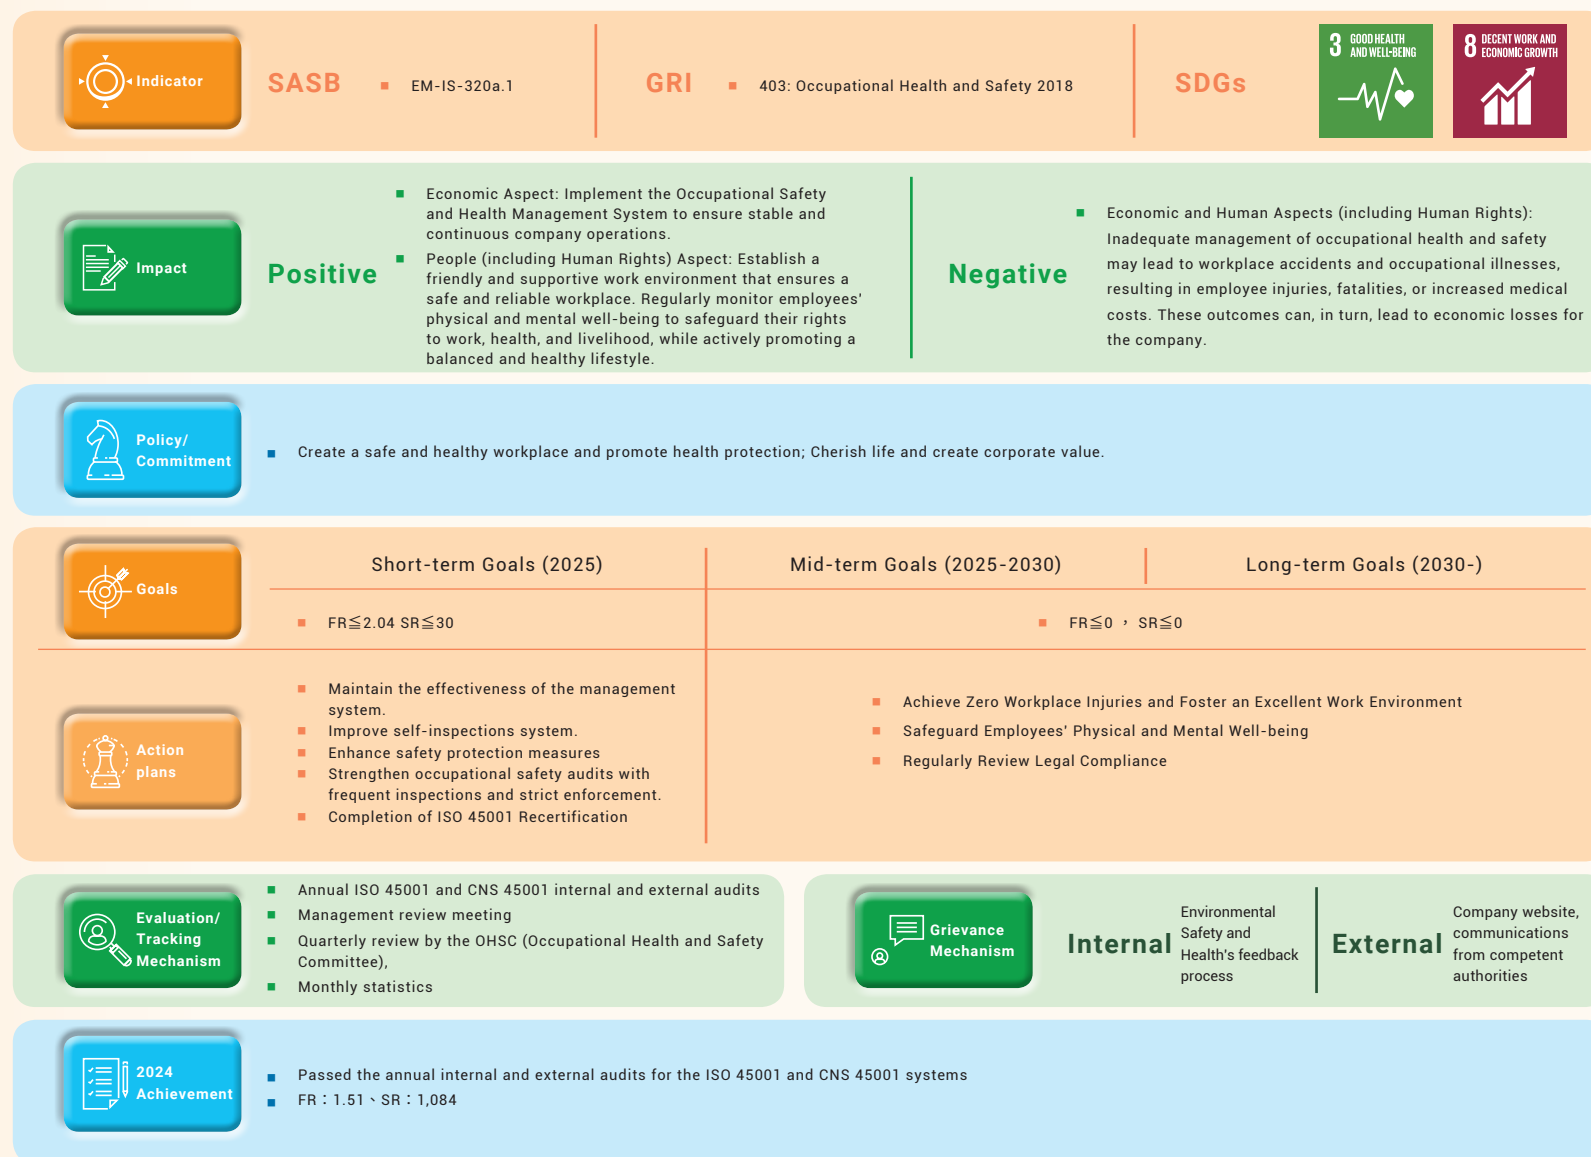 Indicator
SASB
EM-IS-320a.1
GRI
403: Occupational Health and Safety 2018
SDGs
3 GOOD HEALTH
AND WELL-BEING
8 DECENT WORK AND
ECONOMIC GROWTH
Impact
Positive
Economic Aspect: Implement the Occupational Safety
and Health Management System to ensure stable and
continuous company operations.
People (including Human Rights) Aspect: Establish a
friendly and supportive work environment that ensures a
safe and reliable workplace. Regularly monitor employees'
physical and mental well-being to safeguard their rights
to work, health, and livelihood, while actively promoting a
balanced and healthy lifestyle.
Negative
Economic and Human Aspects (including Human Rights):
Inadequate management of occupational health and safety
may lead to workplace accidents and occupational illnesses,
resulting in employee injuries, fatalities, or increased medical
costs. These outcomes can, in turn, lead to economic losses for
the company.
Policy/
Commitment
Create a safe and healthy workplace and promote health protection; Cherish life and create corporate value.
Goals
Short-term Goals (2025)
Mid-term Goals (2025-2030)
Long-term Goals (2030-)
FR≦2.04 SR≦30
FR≦0 , SR≦0
Action
plans
Maintain the effectiveness of the management
system.
Improve self-inspections system.
Enhance safety protection measures
Strengthen occupational safety audits with
frequent inspections and strict enforcement.
Completion of ISO 45001 Recertification
Achieve Zero Workplace Injuries and Foster an Excellent Work Environment
Safeguard Employees' Physical and Mental Well-being
Regularly Review Legal Compliance
Evaluation/
Tracking
Mechanism
Annual ISO 45001 and CNS 45001 internal and external audits
Management review meeting
Quarterly review by the OHSC (Occupational Health and Safety
Committee),
Monthly statistics
Grievance
Mechanism
Internal
Environmental
Safety and
Health's feedback
process
External
Company website,
communications
from competent
authorities
2024
Achievement
Passed the annual internal and external audits for the ISO 45001 and CNS 45001 systems
FR：1.51、SR：1,084